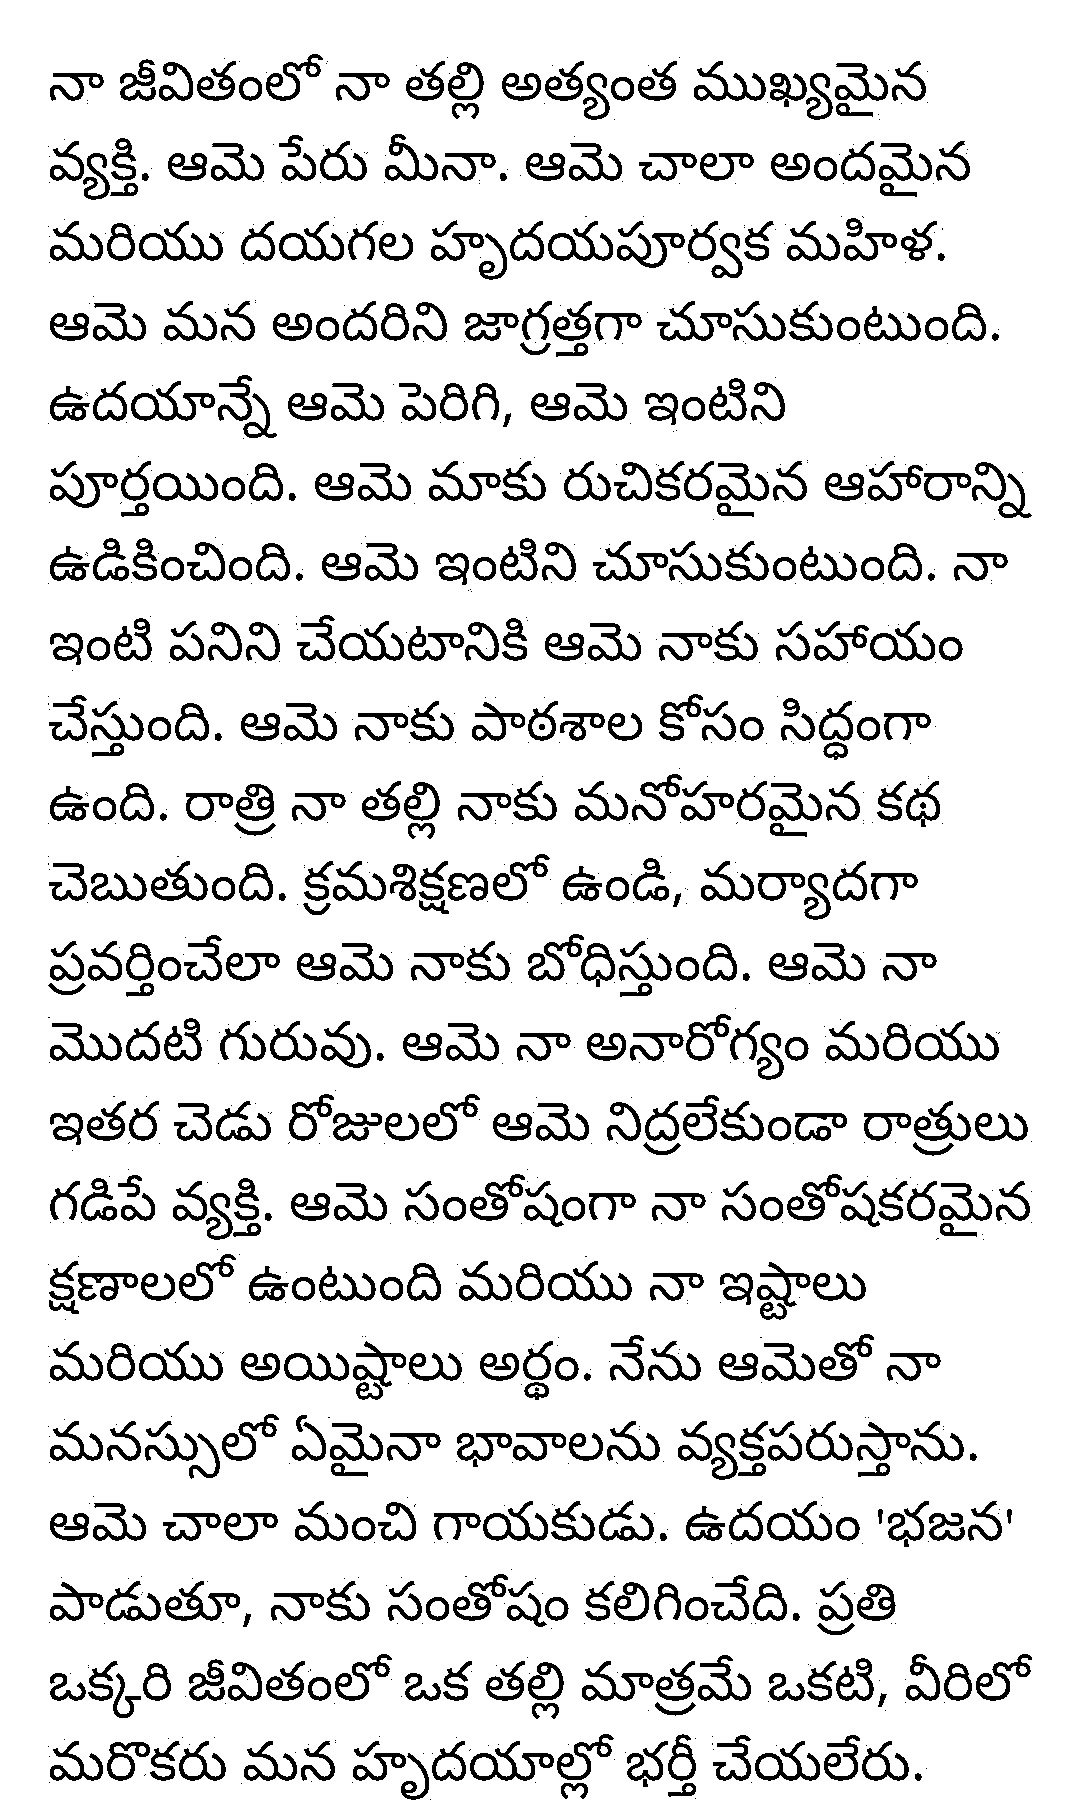 నా జీవితంలో నా తల్లి అత్యంత ముఖ్యమైన
వ్యక్తి. ఆమె పేరు మీనా. ఆమె చాలా అందమైన
మరియు దయగల హృదయపూర్వక మహిళ.
ఆమె మన అందరిని జాగ్రత్తగా చూసుకుంటుంది.
ఉదయాన్నే ఆమె పెరిగి, ఆమె ఇంటిని
పూర్తయింది. ఆమె మాకు రుచికరమైన ఆహారాన్ని
ఉడికించింది. ఆమె ఇంటిని చూసుకుంటుంది. నా
ఇంటి పనిని చేయటానికి ఆమె నాకు సహాయం
చేస్తుంది. ఆమె నాకు పాఠశాల కోసం సిద్ధంగా
ఉంది. రాత్రి నా తల్లి నాకు మనోహరమైన కథ
చెబుతుంది. క్రమశిక్షణలో ఉండి, మర్యాదగా
ప్రవర్తించేలా ఆమె నాకు బోధిస్తుంది. ఆమె నా
మొదటి గురువు. ఆమె నా అనారోగ్యం మరియు
ఇతర చెడు రోజులలో ఆమె నిద్రలేకుండా రాత్రులు
గడిపే వ్యక్తి. ఆమె సంతోషంగా నా సంతోషకరమైన
క్షణాలలో ఉంటుంది మరియు నా ఇష్టాలు
మరియు అయిష్టాలు అర్థం. నేను ఆమెతో నా
మనస్సులో ఏమైనా భావాలను వ్యక్తపరుస్తాను.
ఆమె చాలా మంచి గాయకుడు. ఉదయం 'భజన'
పాడుతూ, నాకు సంతోషం కలిగించేది. ప్రతి
ఒక్కరి జీవితంలో ఒక తల్లి మాత్రమే ఒకటి, వీరిలో
మరొకరు మన హృదయాల్లో భర్తీ చేయలేరు.